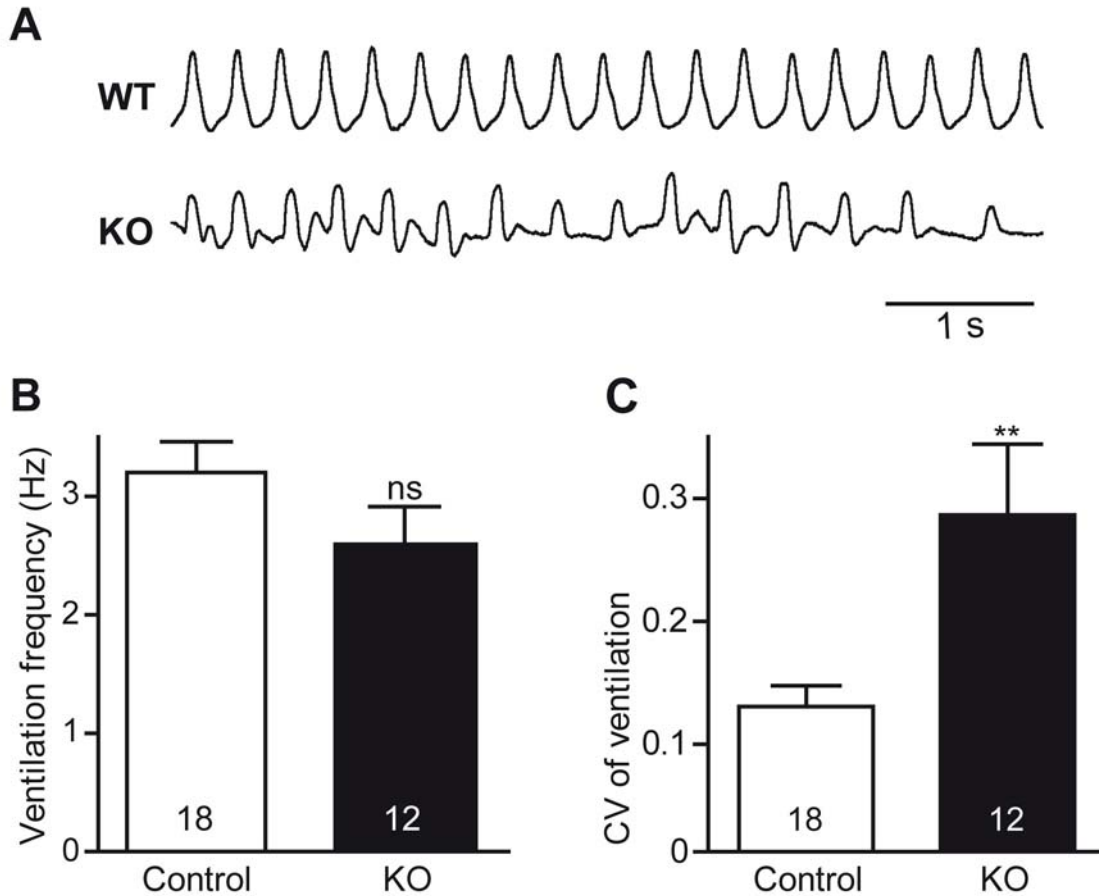 A
WT
KO
1 s
B
Ventilation frequency (Hz)
3
2
1
0
ns
18
12
Control
KO
C
CV of ventilation
0.3
0.2
0.1
0
**
18
12
Control
KO